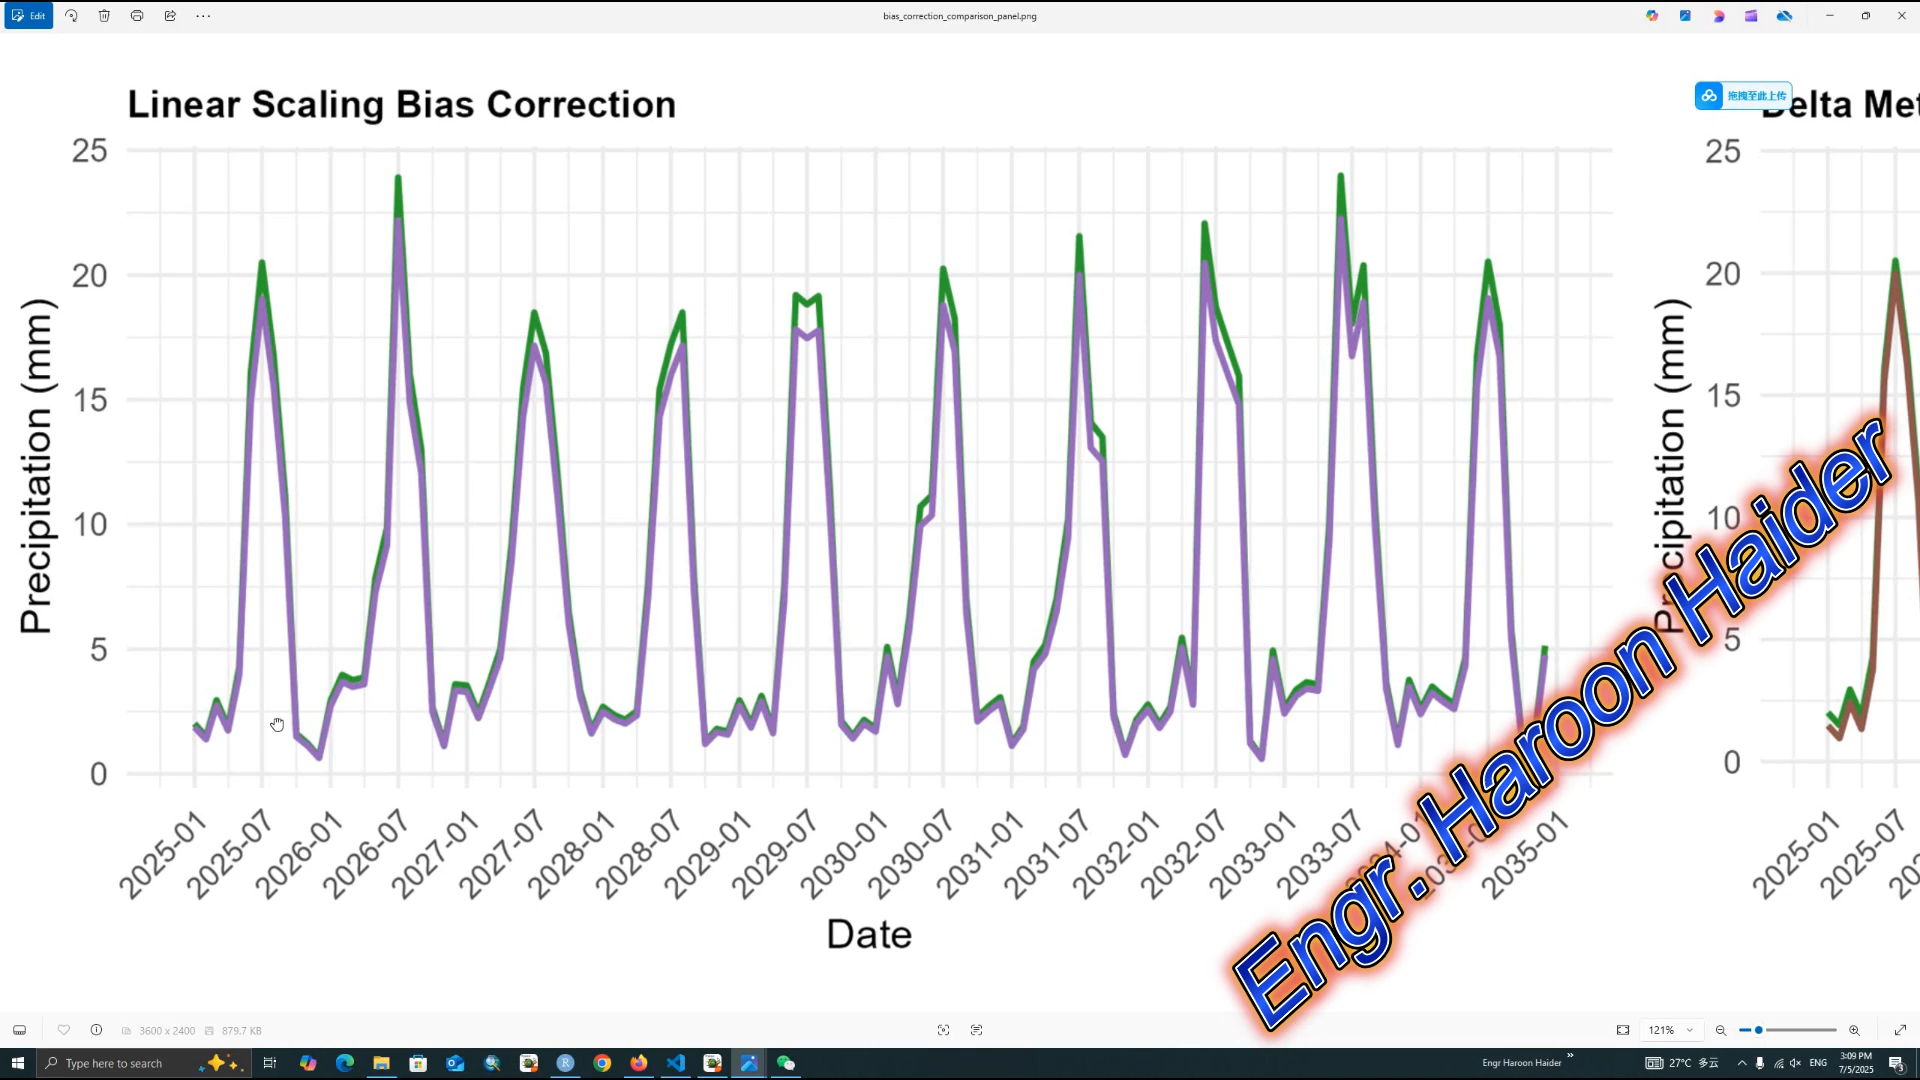 Edit
bias_correction_comparison_panel.png
Linear Scaling Bias Correction
拖拽至此上传
Delta Met
25
20
15
10
5
0
Precipitation (mm)
2025-01
2025-07
2026-01
2026-07
2027-01
2027-07
2028-01
2028-07
2029-01
2029-07
2030-01
2030-07
2031-01
2031-07
2032-01
2032-07
2033-01
2033-07
2035-01
Date
25
20
15
10
5
0
Precipitation (mm)
2025-01
2025-07
Engr. Haroon Haider
3600 x 2400
879.7 KB
121%
Type here to search
Engr Haroon Haider
27°C 多云
ENG
3:09 PM
7/5/2025
3